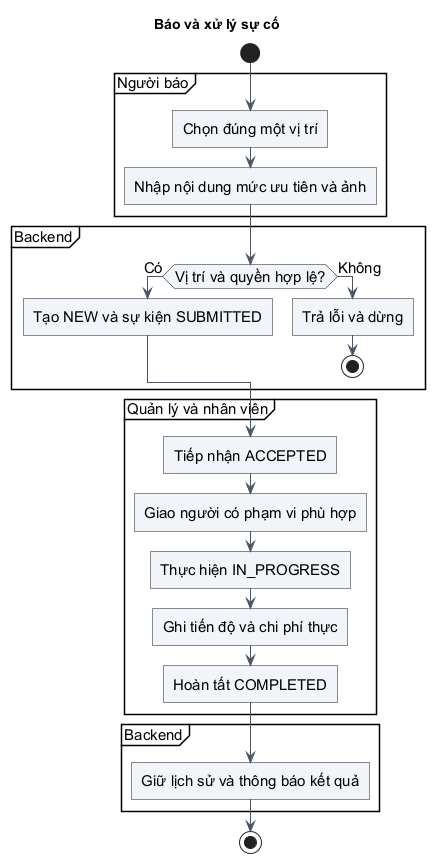 Báo và xử lý sự cố
Người báo
Chọn đúng một vị trí
Nhập nội dung mức ưu tiên và ảnh
Backend
Có
Vị trí và quyền hợp lệ?
Không
Tạo NEW và sự kiện SUBMITTED
Trả lỗi và dừng
Quản lý và nhân viên
Tiếp nhận ACCEPTED
Giao người có phạm vi phù hợp
Thực hiện IN_PROGRESS
Ghi tiến độ và chi phí thực
Hoàn tất COMPLETED
Backend
Giữ lịch sử và thông báo kết quả